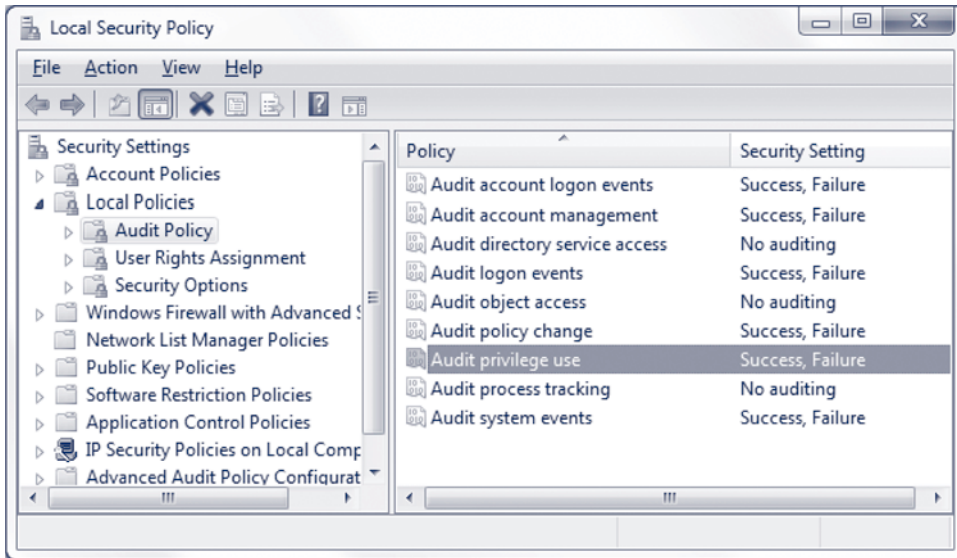 Local Security Policy
File Action View Help
Security Settings
Account Policies
Local Policies
Audit Policy
User Rights Assignment
Security Options
Windows Firewall with Advanced S
Network List Manager Policies
Public Key Policies
Software Restriction Policies
Application Control Policies
IP Security Policies on Local Comp
Advanced Audit Policy Configurat
Policy Security Setting
Audit account logon events Success, Failure
Audit account management Success, Failure
Audit directory service access No auditing
Audit logon events Success, Failure
Audit object access No auditing
Audit policy change Success, Failure
Audit privilege use Success, Failure
Audit process tracking No auditing
Audit system events Success, Failure